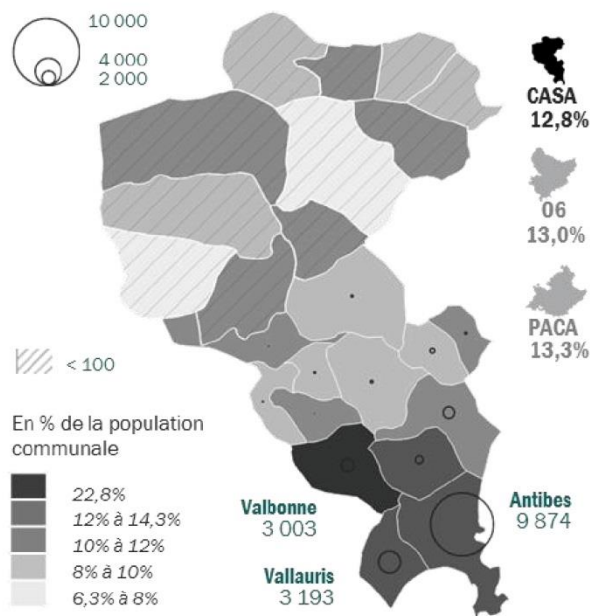 10 000
4 000
2 000
CASA
12,8%
06
13,0%
PACA
13,3%
< 100
En % de la population
communale
22,8%
12% à 14,3%
10% à 12%
8% à 10%
6,3% à 8%
Valbonne
3 003
Antibes
9 874
Vallauris
3 193